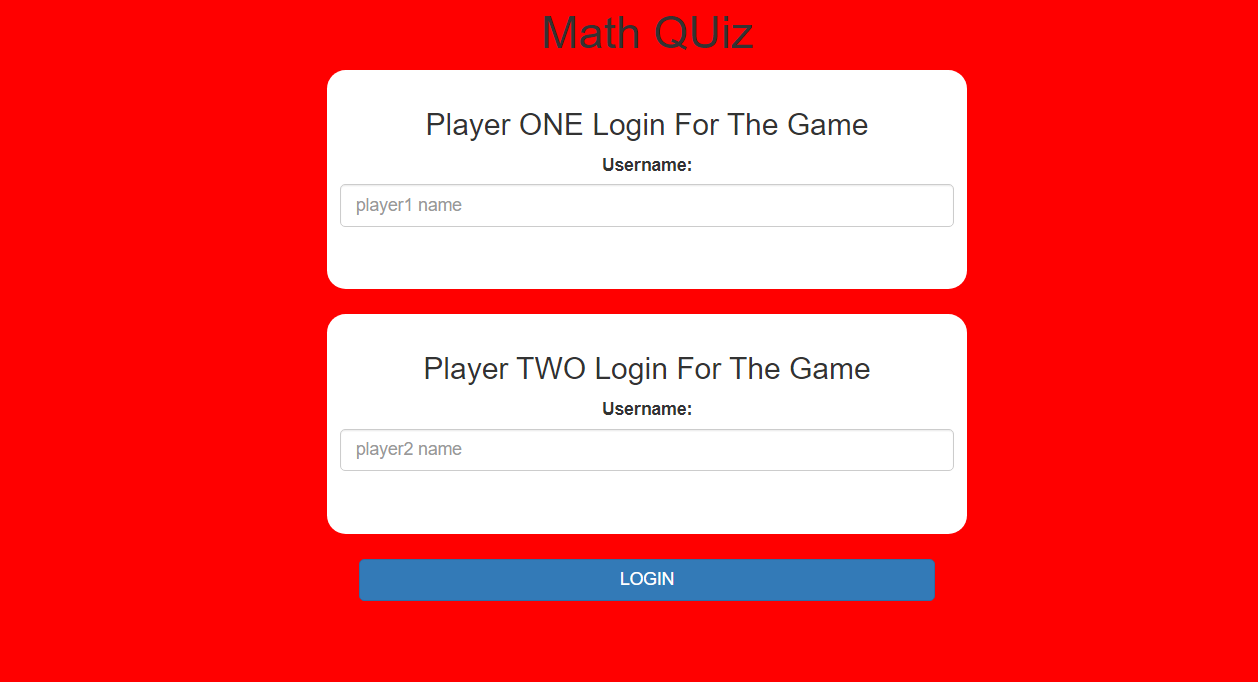 Math QUiz
Player ONE Login For The Game
Username:
player1 name
Player TWO Login For The Game
Username:
player2 name
LOGIN